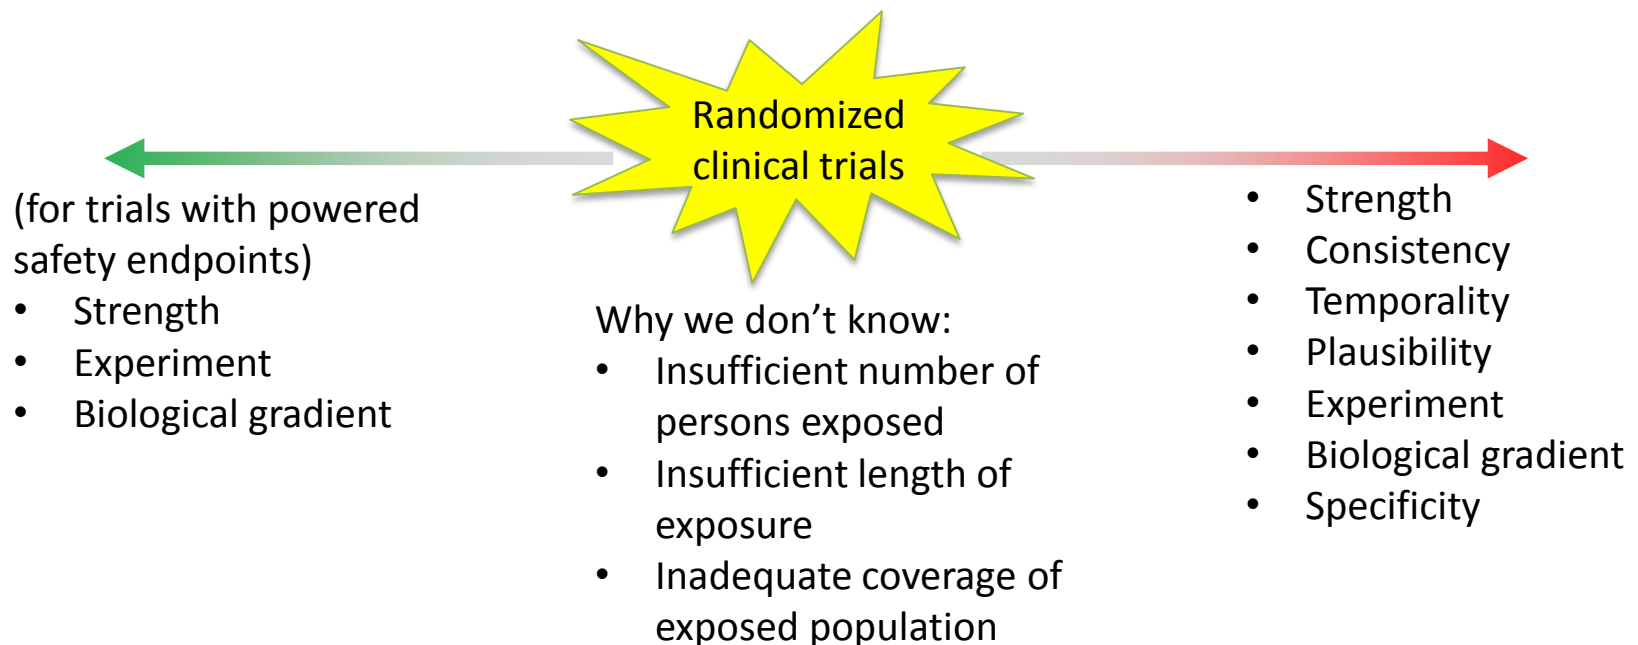 Randomized
clinical trials
(for trials with powered
safety endpoints)
• Strength
• Experiment
• Biological gradient
Why we don’t know:
• Insufficient number of
persons exposed
• Insufficient length of
exposure
• Inadequate coverage of
exposed population
• Strength
• Consistency
• Temporality
• Plausibility
• Experiment
• Biological gradient
• Specificity